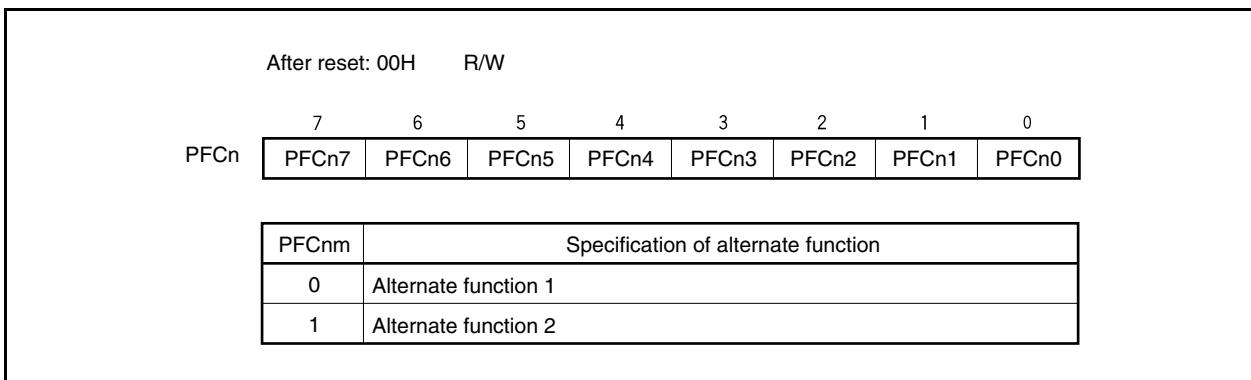 After reset: 00H R/W
7 6 5 4 3 2 1 0
PFCn PFCn7 PFCn6 PFCn5 PFCn4 PFCn3 PFCn2 PFCn1 PFCn0
PFCnm Specification of alternate function
0 Alternate function 1
1 Alternate function 2